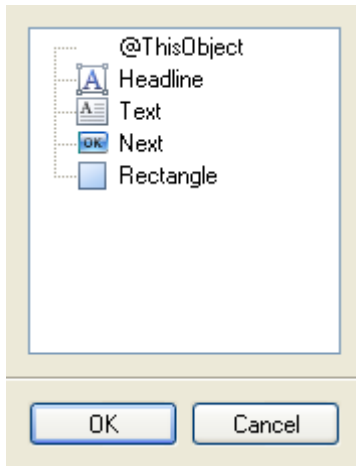 @ThisObject
A Headline
A Text
OK Next
Rectangle
OK Cancel